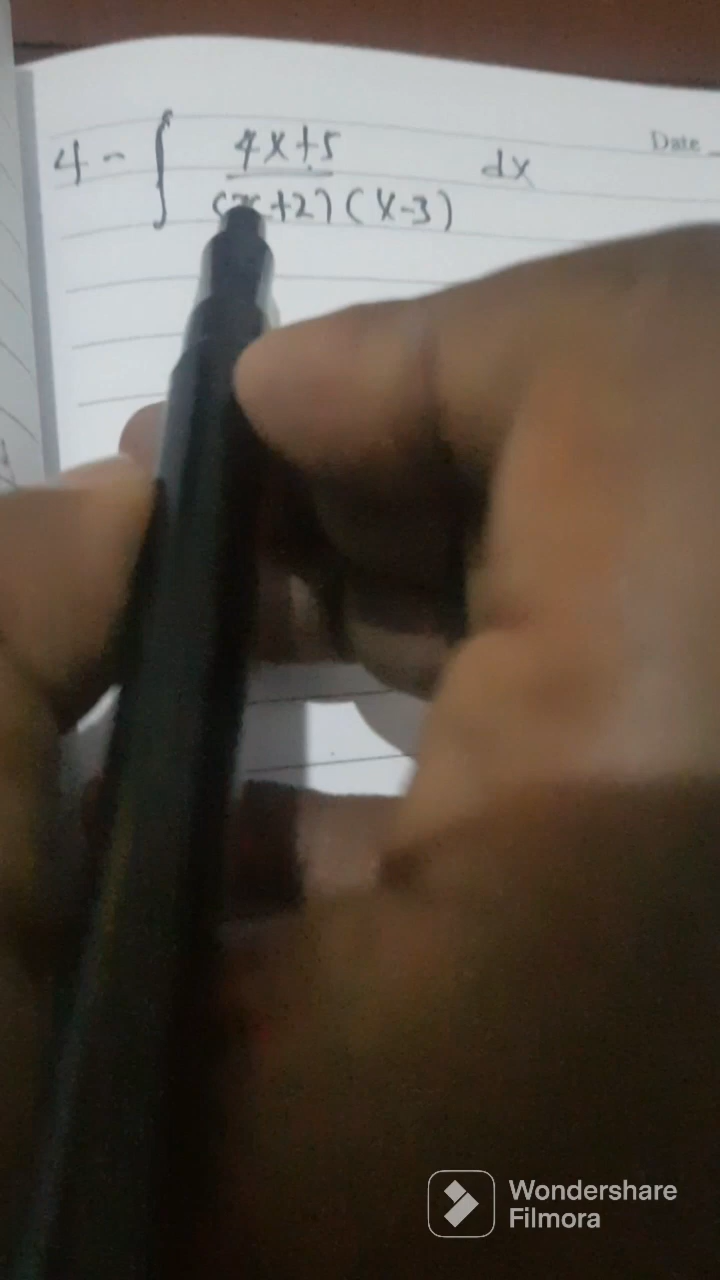 4- ∫ 4x+5 dx
(x+2)(x-3)
Date
Wondershare
Filmora